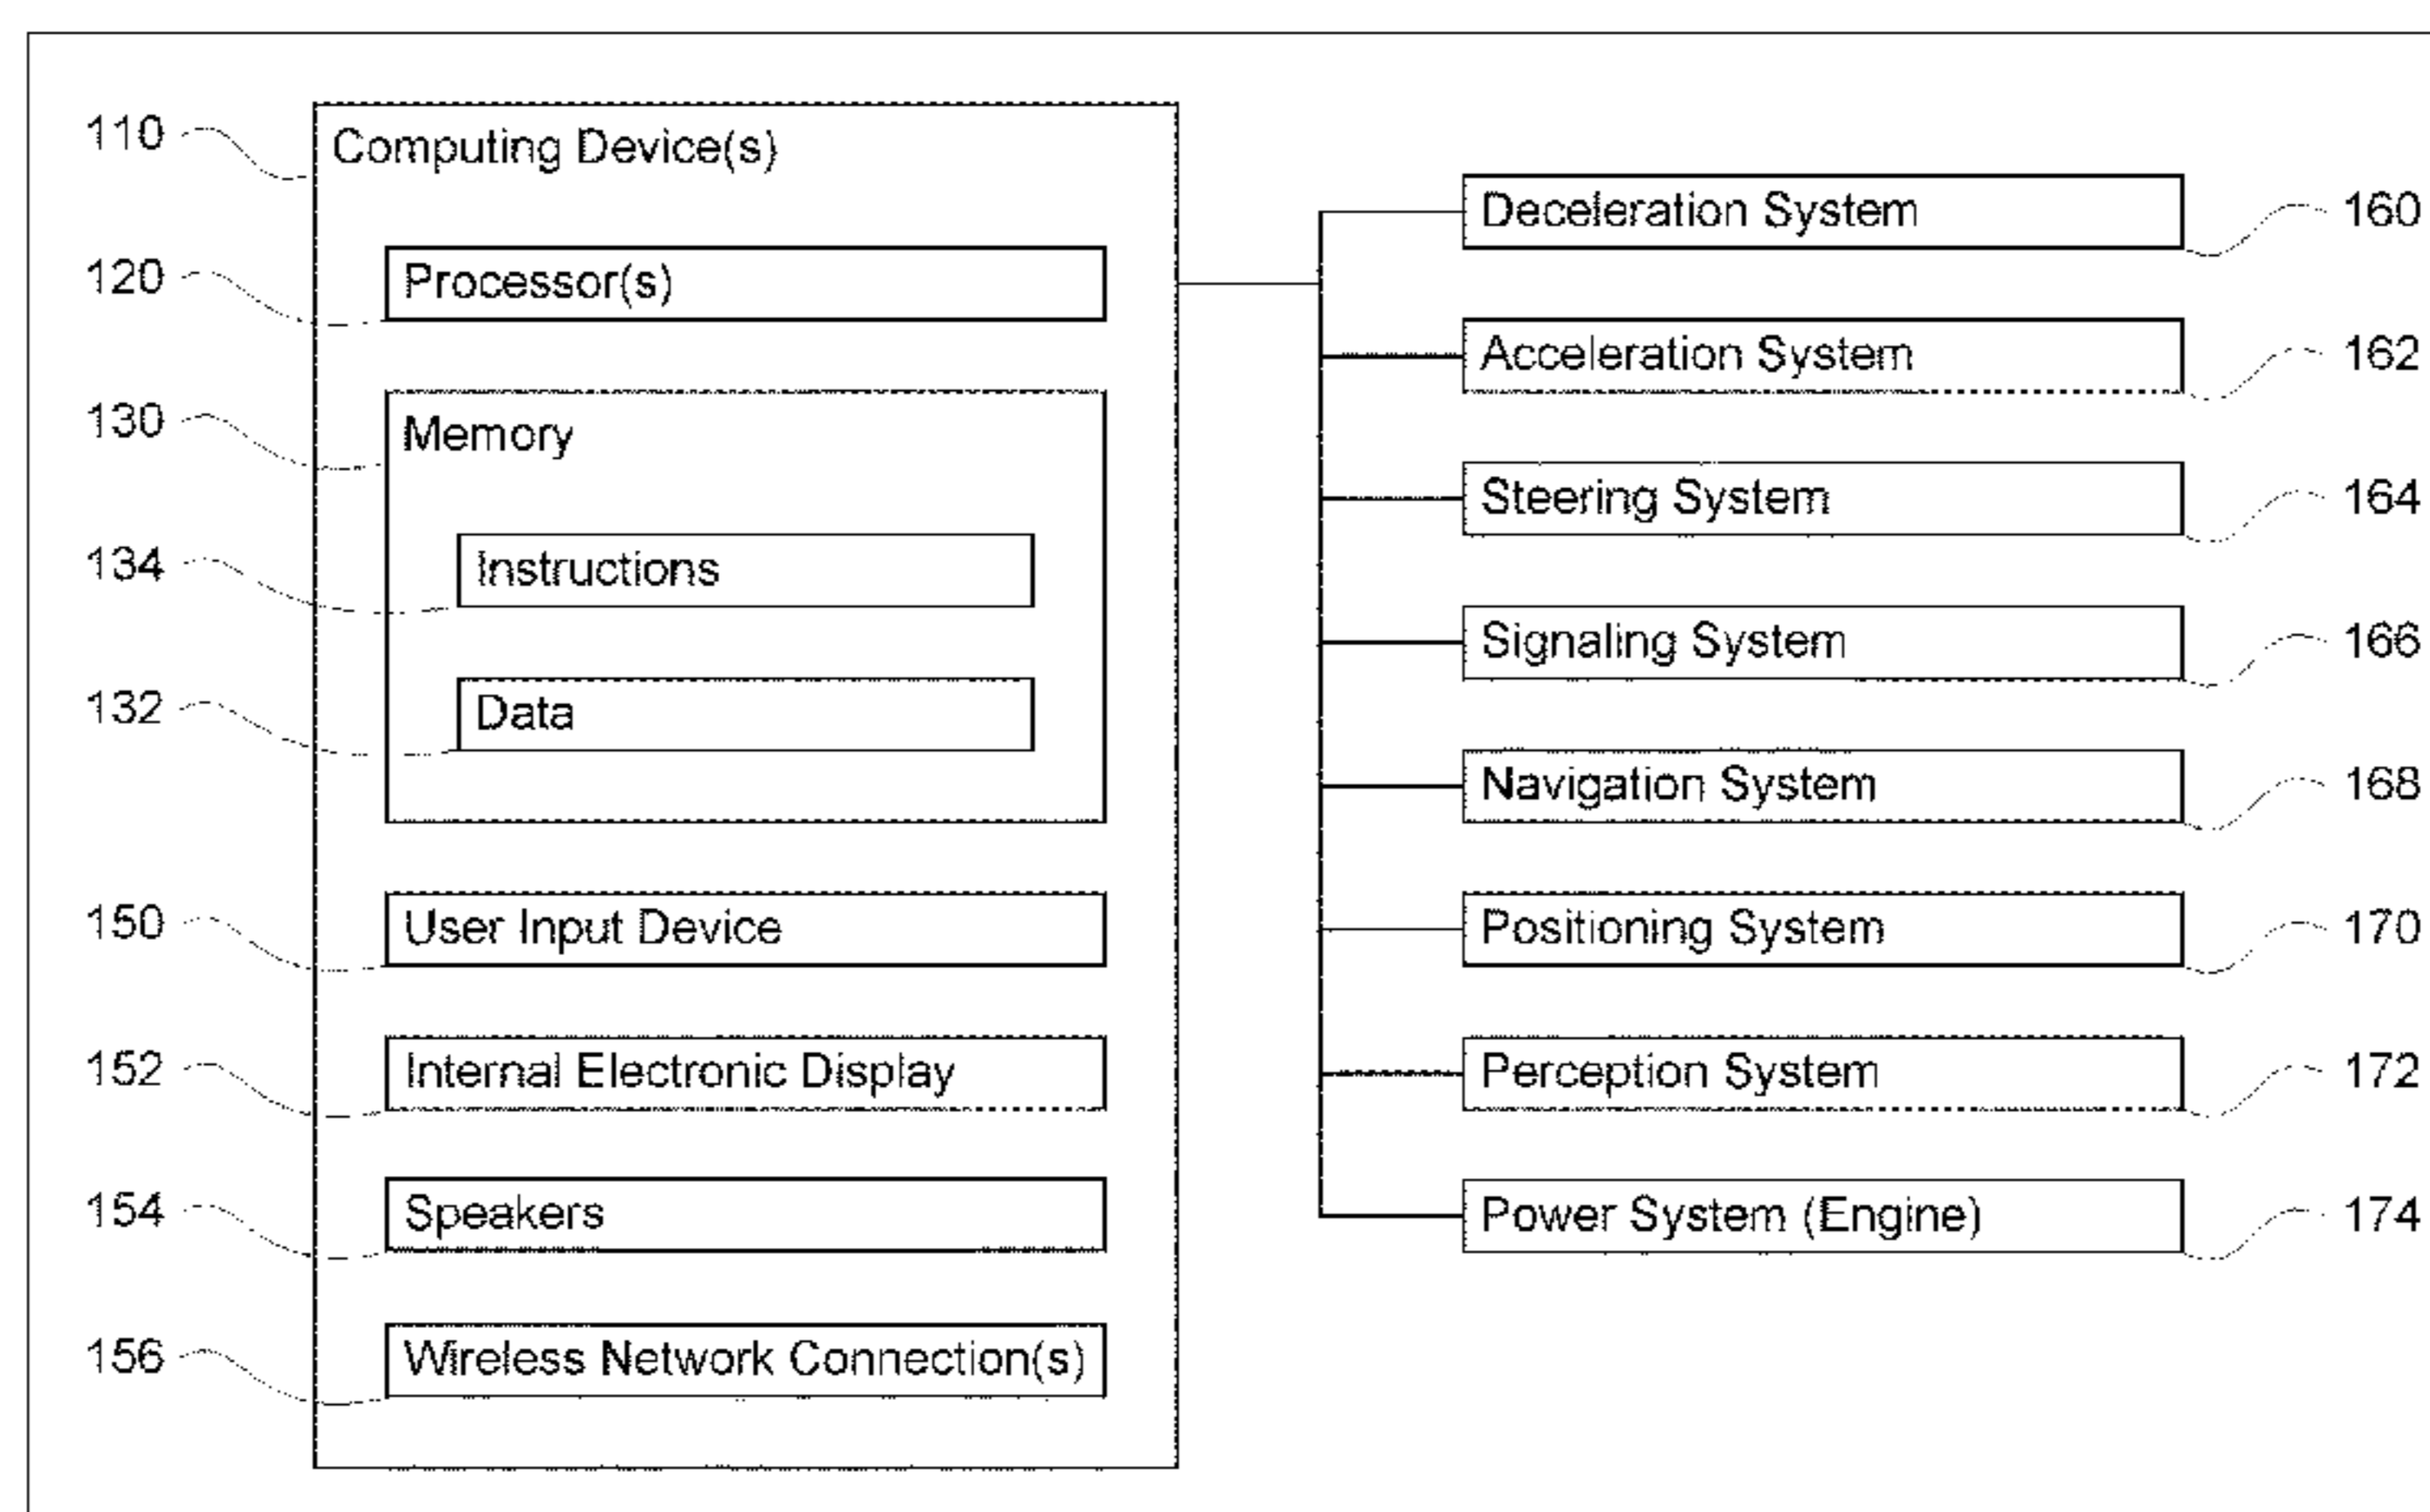 110
Computing Device(s)
120
Processor(s)
130
Memory
134
Instructions
132
Data
150
User Input Device
152
Internal Electronic Display
154
Speakers
156
Wireless Network Connection(s)
Deceleration System
160
Acceleration System
162
Steering System
164
Signaling System
166
Navigation System
168
Positioning System
170
Perception System
172
Power System (Engine)
174